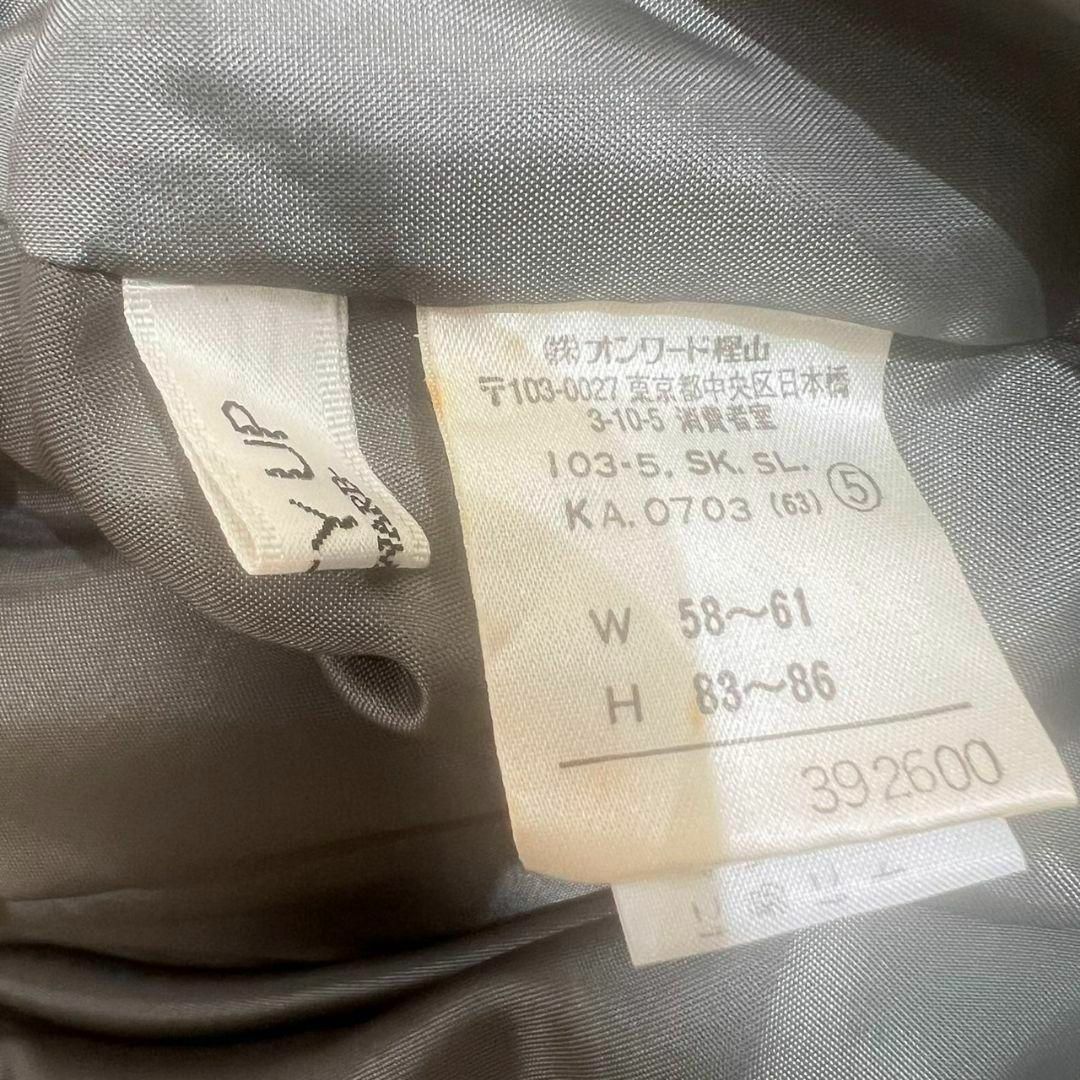 ㈱オンワード樫山
〒103-0027 東京都中央区日本橋
3-10-5 消費者室
103-5. SK. SL.
KA. 0703 (63) ⑤
W 58～61
H 83～86
392600
UP